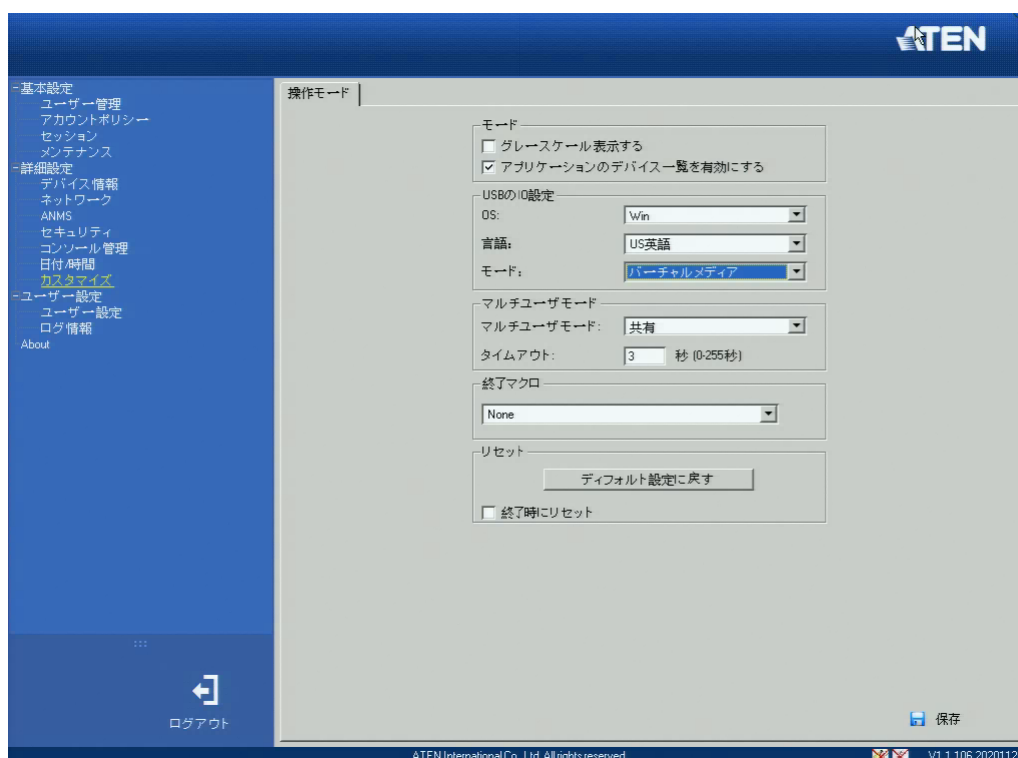 ATEN
基本設定
ユーザー管理
アカウントポリシー
セッション
メンテナンス
詳細設定
デバイス情報
ネットワーク
ANMS
セキュリティ
コンソール管理
日付/時間
カスタマイズ
ユーザー設定
ユーザー設定
ログ情報
About
ログアウト
操作モード
モード
グレースケール表示する
アプリケーションのデバイス一覧を有効にする
USBのIO設定
OS: Win
言語: US英語
モード: バーチャルメディア
マルチユーザモード
マルチユーザモード: 共有
タイムアウト: 3 秒 (0-255秒)
終了マクロ
None
リセット
ディフォルト設定に戻す
終了時にリセット
保存
ATEN International Co., Ltd. All rights reserved.
V1.1.106.2020112